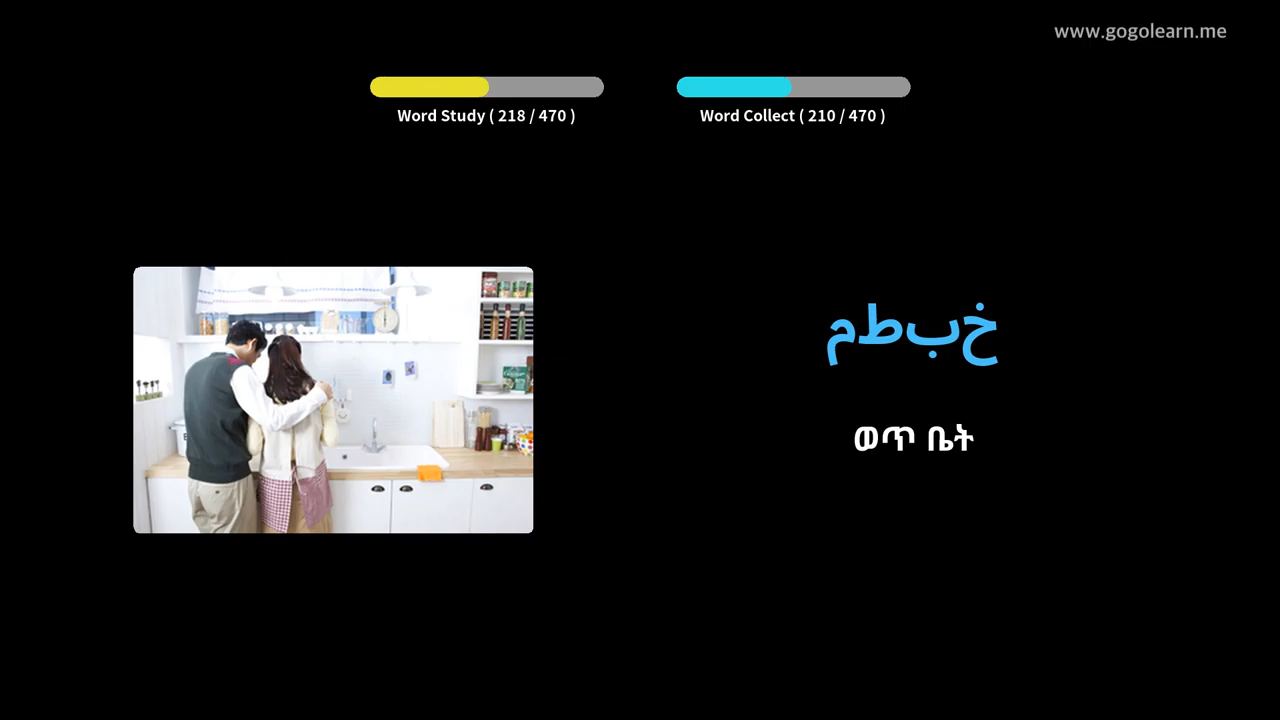 www.gogolearn.me
Word Study ( 218 / 470 )
Word Collect ( 210 / 470 )
مطبخ
ወጥ ቤት